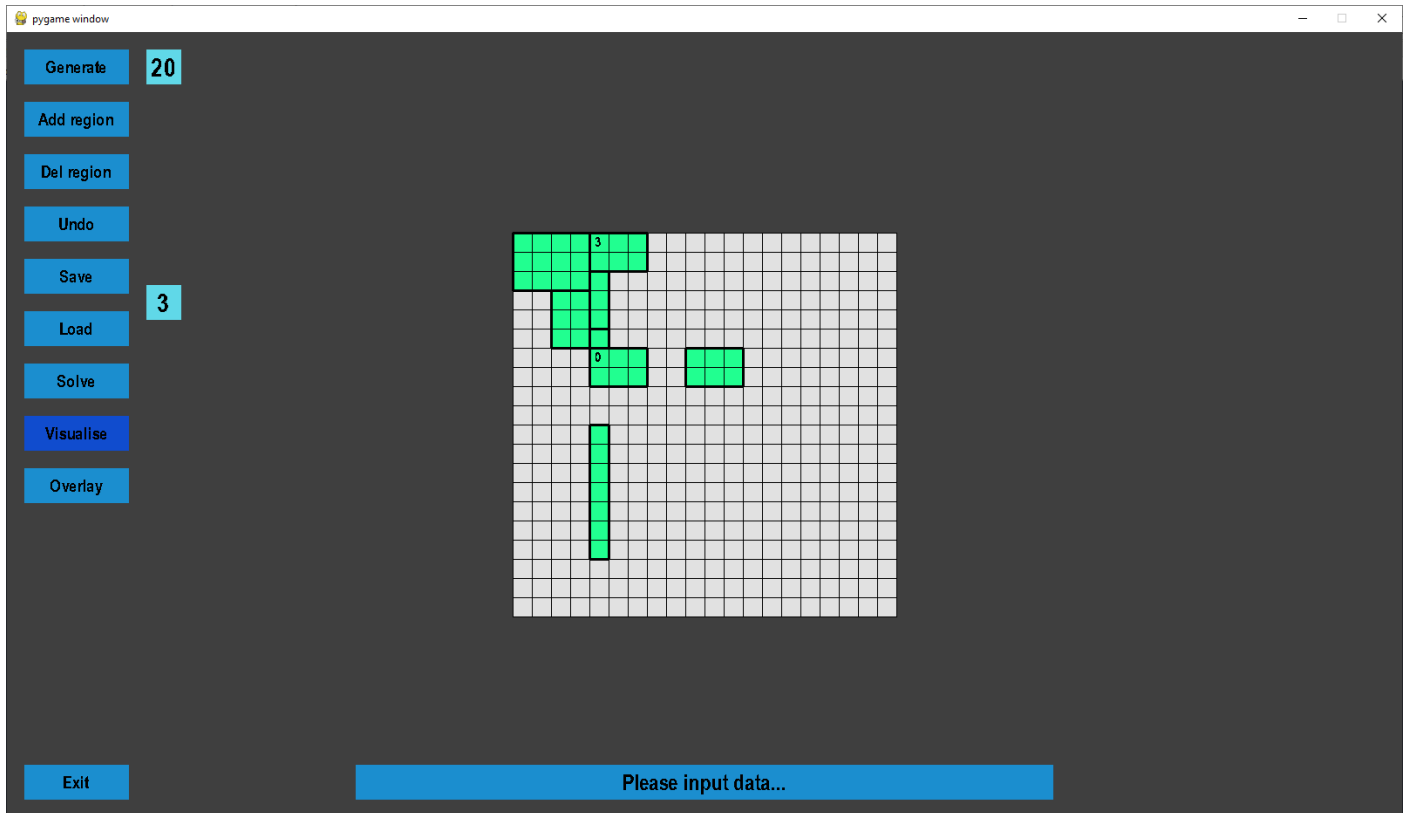 pygame window
Generate
20
Add region
Del region
Undo
Save
3
Load
Solve
Visualise
Overlay
3
0
Exit
Please input data...